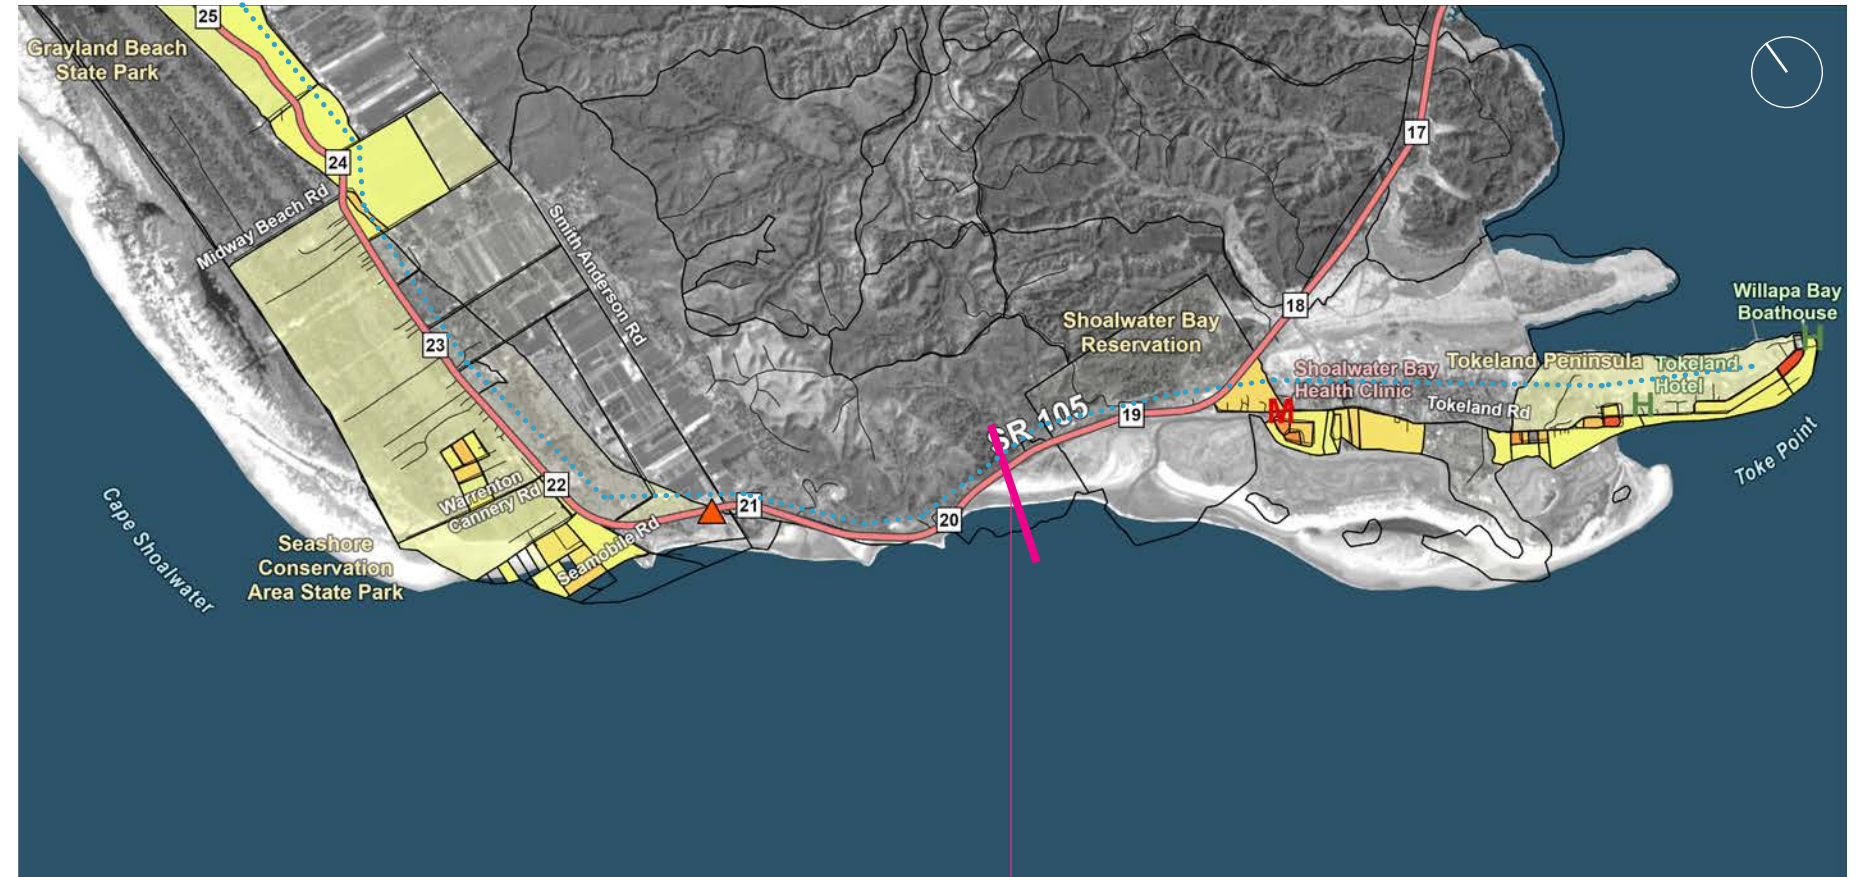 25
Grayland Beach
State Park
24
Midway Beach Rd
Smith Anderson Rd
23
17
18
Willapa Bay
Boathouse
H
Shoalwater Bay
Reservation
Shoalwater Bay
Health Clinic
Tokeland Peninsula
Tokeland
Hotel
H
M
Tokeland Rd
SR 105
19
Toke Point
Warrenton
Cannery Rd
22
21
20
Cape Shoalwater
Seashore
Conservation
Area State Park
Seamobile Rd